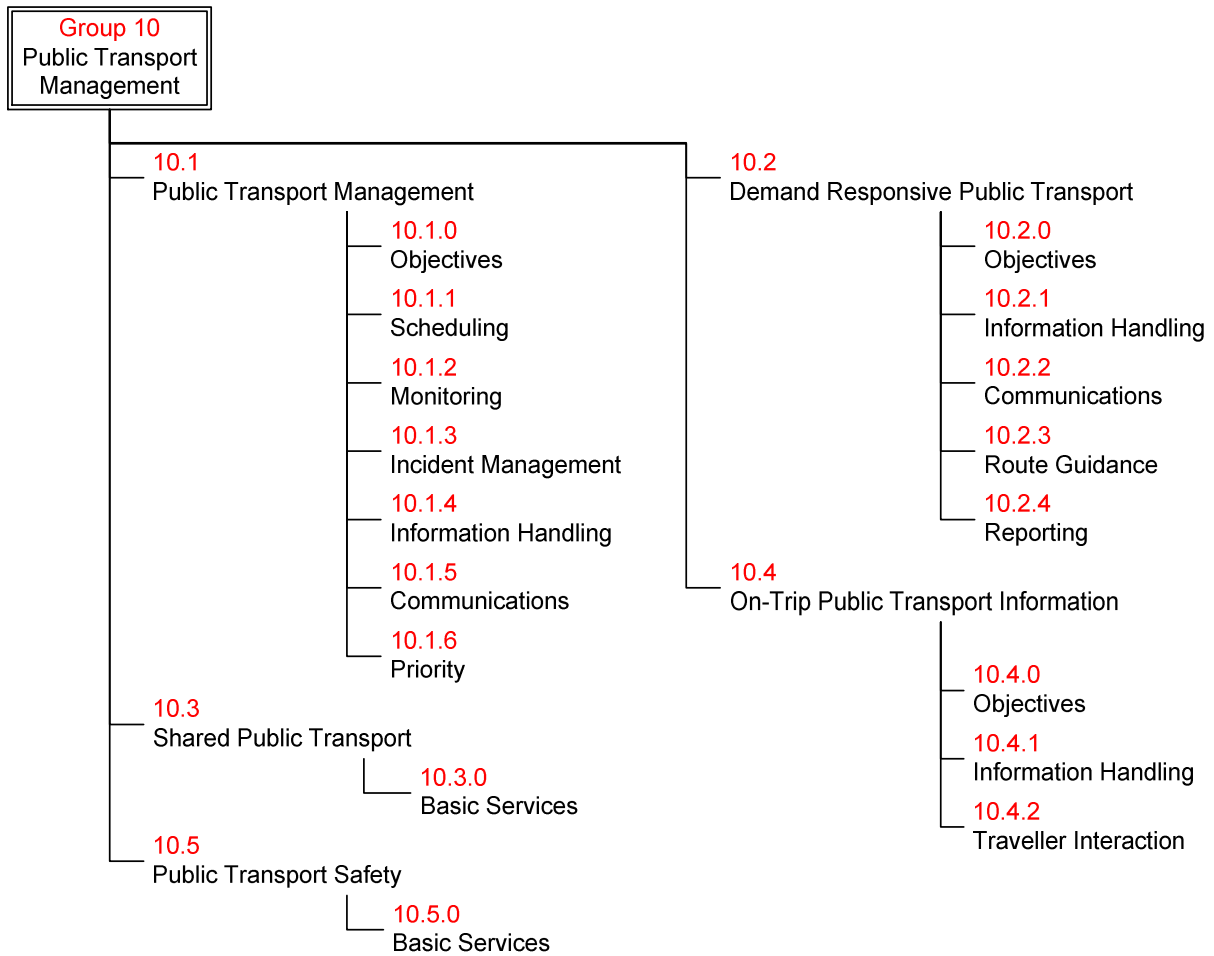 Group 10
Public Transport
Management
10.1
Public Transport Management
10.1.0
Objectives
10.1.1
Scheduling
10.1.2
Monitoring
10.1.3
Incident Management
10.1.4
Information Handling
10.1.5
Communications
10.1.6
Priority
10.2
Demand Responsive Public Transport
10.2.0
Objectives
10.2.1
Information Handling
10.2.2
Communications
10.2.3
Route Guidance
10.2.4
Reporting
10.3
Shared Public Transport
10.3.0
Basic Services
10.4
On-Trip Public Transport Information
10.4.0
Objectives
10.4.1
Information Handling
10.4.2
Traveller Interaction
10.5
Public Transport Safety
10.5.0
Basic Services